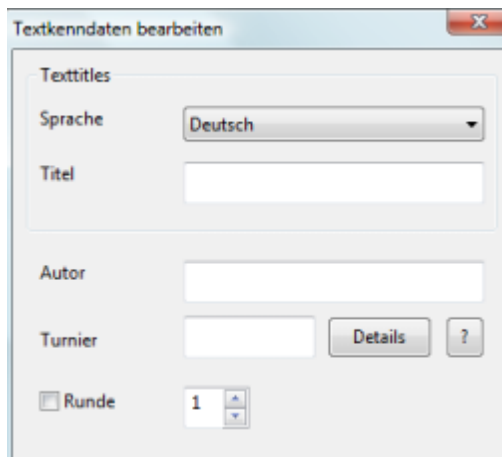 Textkenndaten bearbeiten
Texttitles
Sprache Deutsch
Titel
Autor
Turnier Details ?
Runde 1